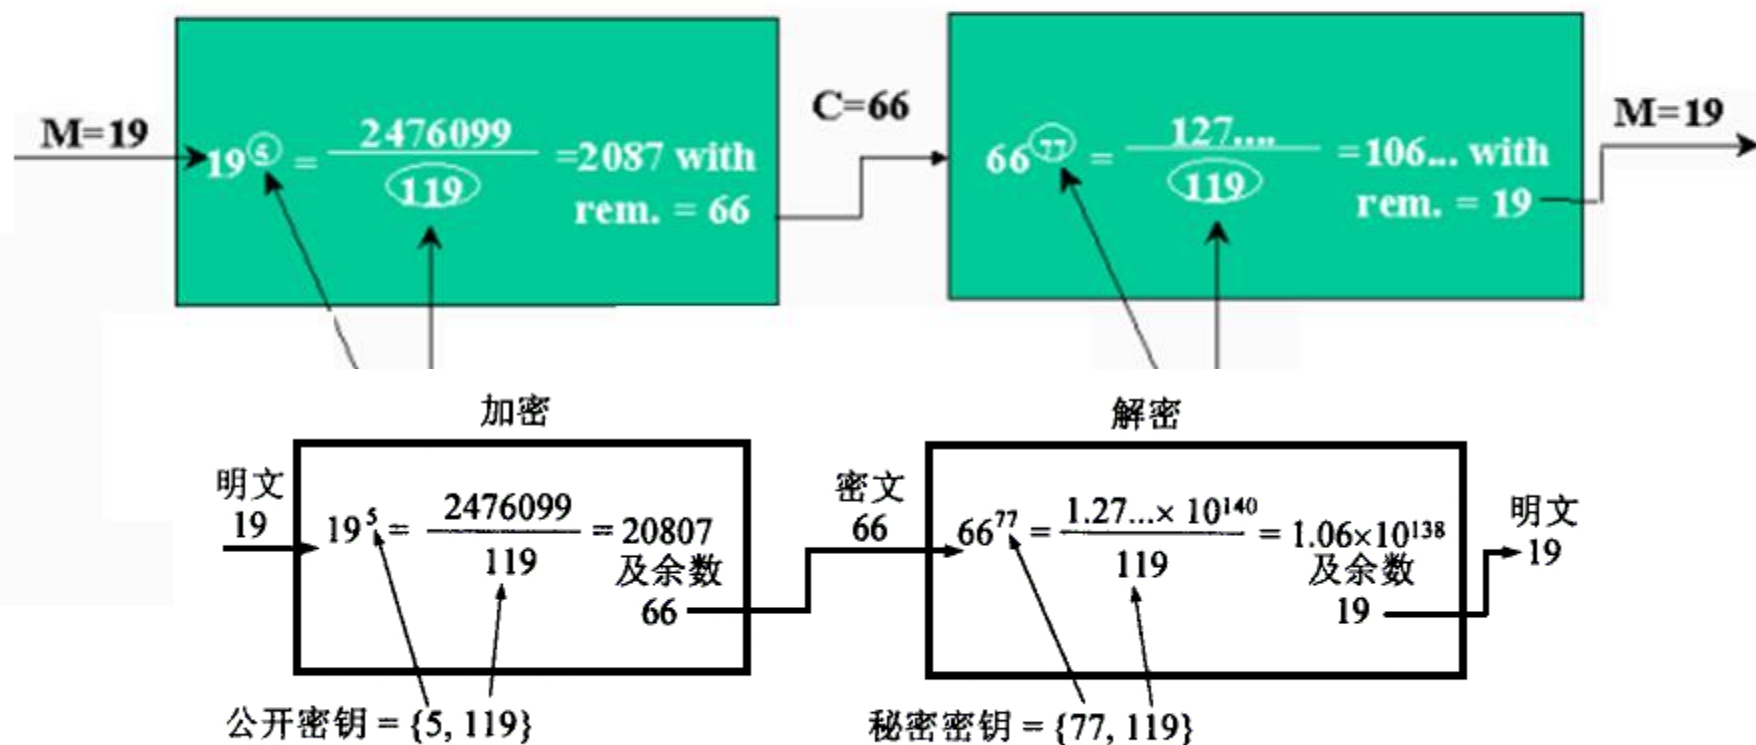 M=19
19^5 = 2476099 / 119 =2087 with
rem. = 66
C=66
66^77 = 127.... / 119 =106... with
rem. = 19
M=19
加密
明文
19
19^5 = 2476099 / 119 = 20807
及余数
66
公开密钥 = {5, 119}
密文
66
解密
66^77 = 1.27...× 10^140 / 119 = 1.06×10^138
及余数
19
秘密密钥 = {77, 119}
明文
19